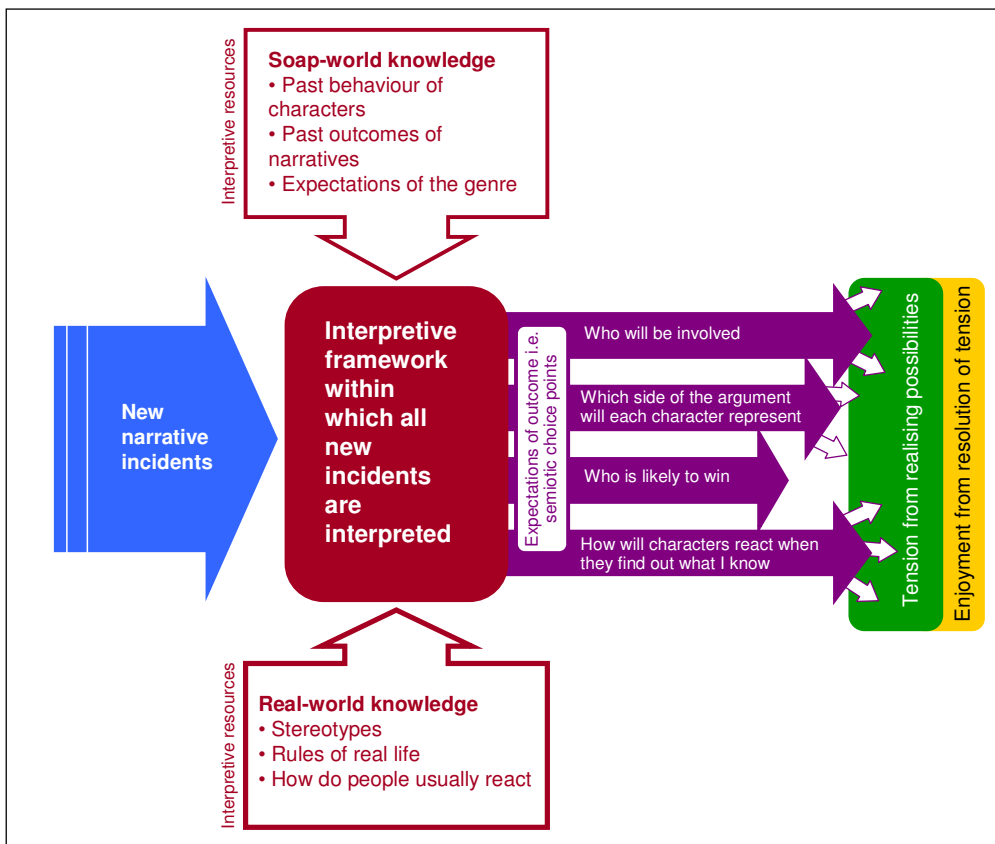 Interpretive resources
Soap-world knowledge
• Past behaviour of
characters
• Past outcomes of
narratives
• Expectations of the genre
New
narrative
incidents
Interpretive
framework
within
which all
new
incidents
are
interpreted
Expectations of outcome i.e.
semiotic choice points
Who will be involved
Which side of the argument
will each character represent
Who is likely to win
How will characters react when
they find out what I know
Tension from realising possibilities
Enjoyment from resolution of tension
Interpretive resources
Real-world knowledge
• Stereotypes
• Rules of real life
• How do people usually react